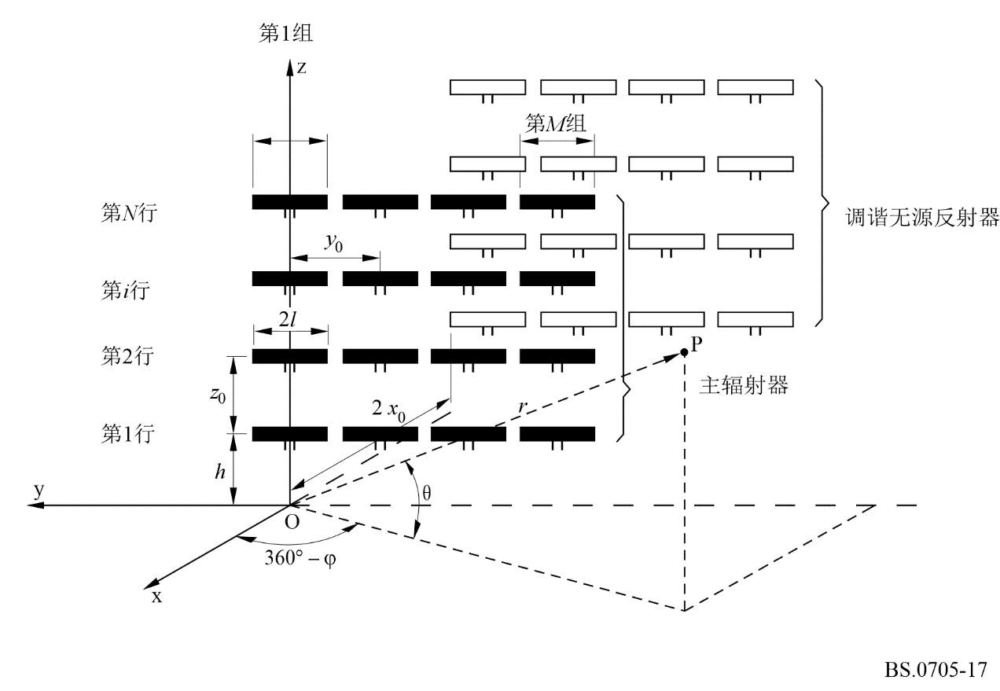 第1组
z
第M组
第N行
y₀
调谐无源反射器
第i行
2l
第2行
P
z₀
2 x₀
r
主辐射器
第1行
h
θ
y
O
360° – φ
x
BS.0705-17